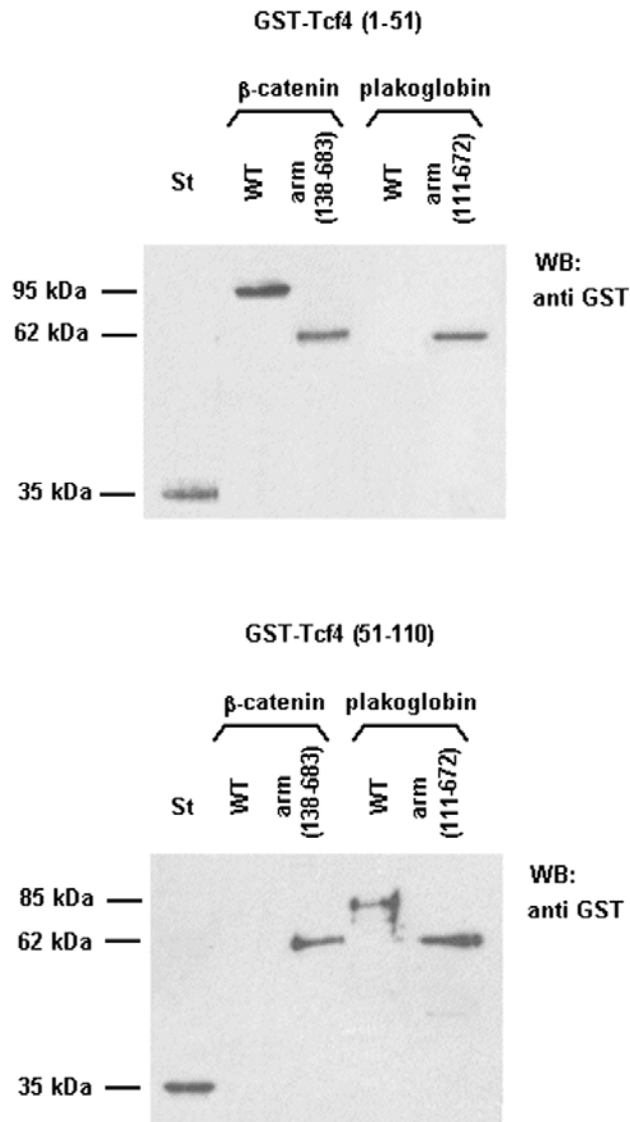 GST-Tcf4 (1-51)
β-catenin plakoglobin
St WT arm (138-683) WT arm (111-672)
WB:
anti GST
95 kDa
62 kDa
35 kDa
GST-Tcf4 (51-110)
β-catenin plakoglobin
St WT arm (138-683) WT arm (111-672)
WB:
anti GST
85 kDa
62 kDa
35 kDa